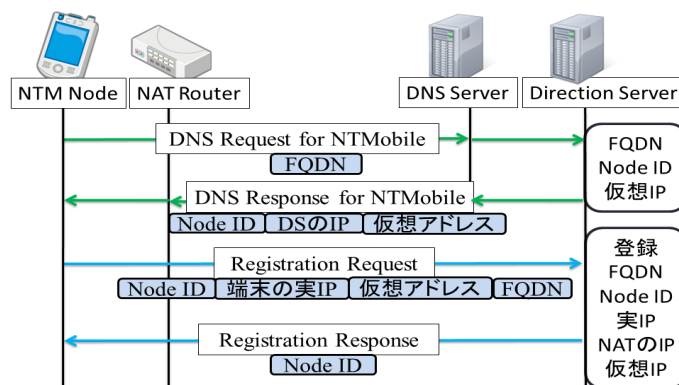 NTM Node
NAT Router
DNS Server
Direction Server
DNS Request for NTMobile
FQDN
FQDN
Node ID
仮想IP
DNS Response for NTMobile
Node ID DSのIP 仮想アドレス
Registration Request
Node ID 端末の実IP 仮想アドレス FQDN
登録
FQDN
Node ID
実IP
NATのIP
仮想IP
Registration Response
Node ID